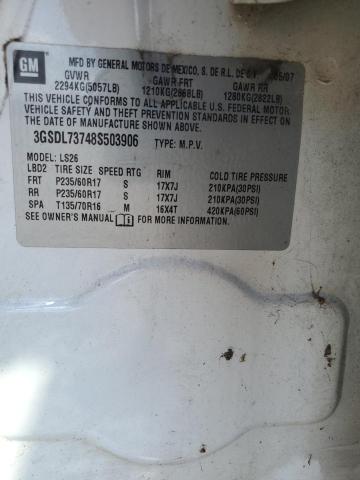 GM
MFD BY GENERAL MOTORS DE MEXICO, S. DE R.L. DE C.V. 06/07
GVWR GAWR FRT GAWR RR
2294KG(5057LB) 1210KG(2668LB) 1280KG(2822LB)
THIS VEHICLE CONFORMS TO ALL APPLICABLE U.S. FEDERAL MOTOR
VEHICLE SAFETY AND THEFT PREVENTION STANDARDS IN EFFECT ON
THE DATE OF MANUFACTURE SHOWN ABOVE.
3GSDL73748S503906 TYPE: M.P.V.
MODEL: LS26
LBD2 TIRE SIZE SPEED RTG RIM COLD TIRE PRESSURE
FRT P235/60R17 S 17X7J 210KPA(30PSI)
RR P235/60R17 S 17X7J 210KPA(30PSI)
SPA T135/70R16 M 16X4T 420KPA(60PSI)
SEE OWNER'S MANUAL FOR MORE INFORMATION.